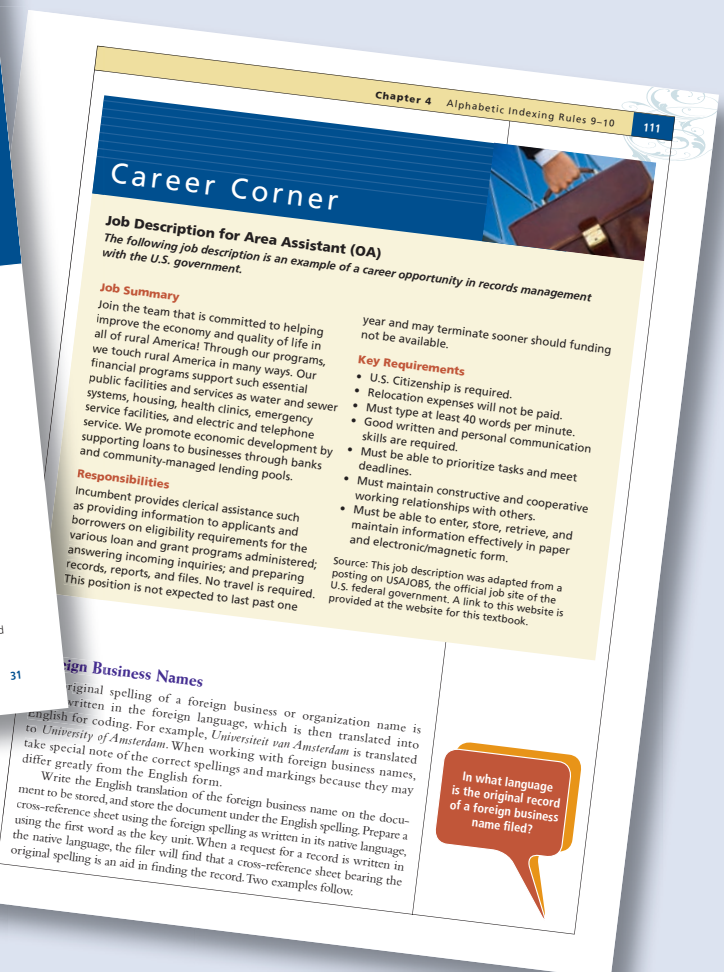 Chapter 4 Alphabetic Indexing Rules 9–10 111
Career Corner
Job Description for Area Assistant (OA)
The following job description is an example of a career opportunity in records management
with the U.S. government.
Job Summary
Join the team that is committed to helping
improve the economy and quality of life in
all of rural America! Through our programs,
we touch rural America in many ways. Our
financial programs support such essential
public facilities and services as water and sewer
systems, housing, health clinics, emergency
service facilities, and electric and telephone
service. We promote economic development by
supporting loans to businesses through banks
and community-managed lending pools.
Responsibilities
Incumbent provides clerical assistance such
as providing information to applicants and
borrowers on eligibility requirements for the
various loan and grant programs administered;
answering incoming inquiries; and preparing
records, reports, and files. No travel is required.
This position is not expected to last past one
year and may terminate sooner should funding
not be available.
Key Requirements
• U.S. Citizenship is required.
• Relocation expenses will not be paid.
• Must type at least 40 words per minute.
• Good written and personal communication
skills are required.
• Must be able to prioritize tasks and meet
deadlines.
• Must maintain constructive and cooperative
working relationships with others.
• Must be able to enter, store, retrieve, and
maintain information effectively in paper
and electronic/magnetic form.
Source: This job description was adapted from a
posting on USAJOBS, the official job site of the
U.S. federal government. A link to this website is
provided at the website for this textbook.
31
eign Business Names
riginal spelling of a foreign business or organization name is
written in the foreign language, which is then translated into
English for coding. For example, Universiteit van Amsterdam is translated
to University of Amsterdam. When working with foreign business names,
take special note of the correct spellings and markings because they may
differ greatly from the English form.
Write the English translation of the foreign business name on the docu-
ment to be stored, and store the document under the English spelling. Prepare a
cross-reference sheet using the foreign spelling as written in its native language,
using the first word as the key unit. When a request for a record is written in
the native language, the filer will find that a cross-reference sheet bearing the
original spelling is an aid in finding the record. Two examples follow.
In what language
is the original record
of a foreign business
name filed?